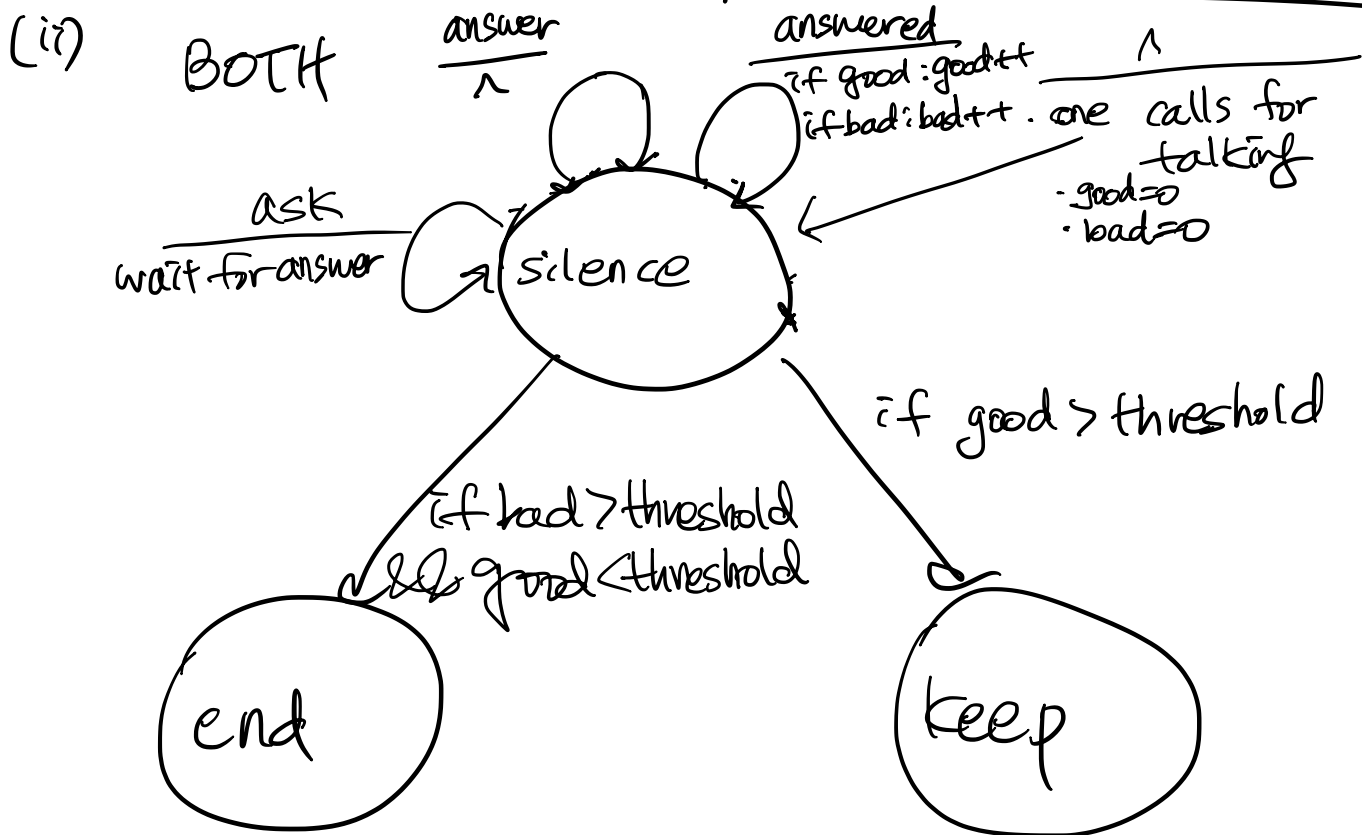 (ii)
BOTH
answer
^
answered
if good : good++
if bad : bad++
^
· one calls for
talking
· good=0
· bad=0
ask
wait for answer
silence
if good > threshold
if bad > threshold
&& good < threshold
end
keep